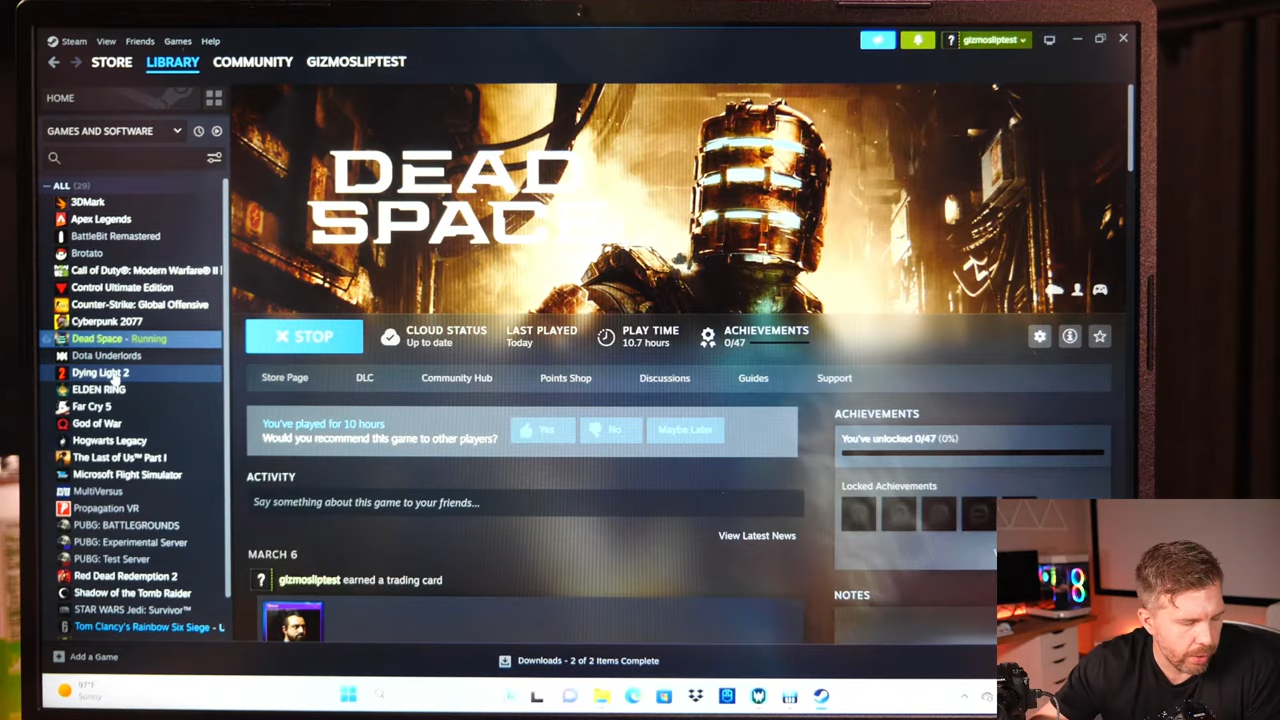 Steam View Friends Games Help
gizmosliptest
STORE LIBRARY COMMUNITY GIZMOSLIPTEST
HOME
GAMES AND SOFTWARE
ALL (29)
3DMark
Apex Legends
BattleBit Remastered
Brotato
Call of Duty®: Modern Warfare® II
Control Ultimate Edition
Counter-Strike: Global Offensive
Cyberpunk 2077
Dead Space - Running
Dota Underlords
Dying Light 2
ELDEN RING
Far Cry 5
God of War
Hogwarts Legacy
The Last of Us™ Part I
Microsoft Flight Simulator
MultiVersus
Propagation VR
PUBG: BATTLEGROUNDS
PUBG: Experimental Server
PUBG: Test Server
Red Dead Redemption 2
Shadow of the Tomb Raider
STAR WARS Jedi: Survivor™
Tom Clancy's Rainbow Six Siege - U
Add a Game
DEAD
SPACE
STOP
CLOUD STATUS
Up to date
LAST PLAYED
Today
PLAY TIME
10.7 hours
ACHIEVEMENTS
0/47
Store Page DLC Community Hub Points Shop Discussions Guides Support
You've played for 10 hours
Would you recommend this game to other players?
Yes No Maybe Later
ACTIVITY
Say something about this game to your friends...
View Latest News
MARCH 6
gizmosliptest earned a trading card
ACHIEVEMENTS
You've unlocked 0/47 (0%)
Locked Achievements
NOTES
Downloads - 2 of 2 Items Complete
97°F
Sunny